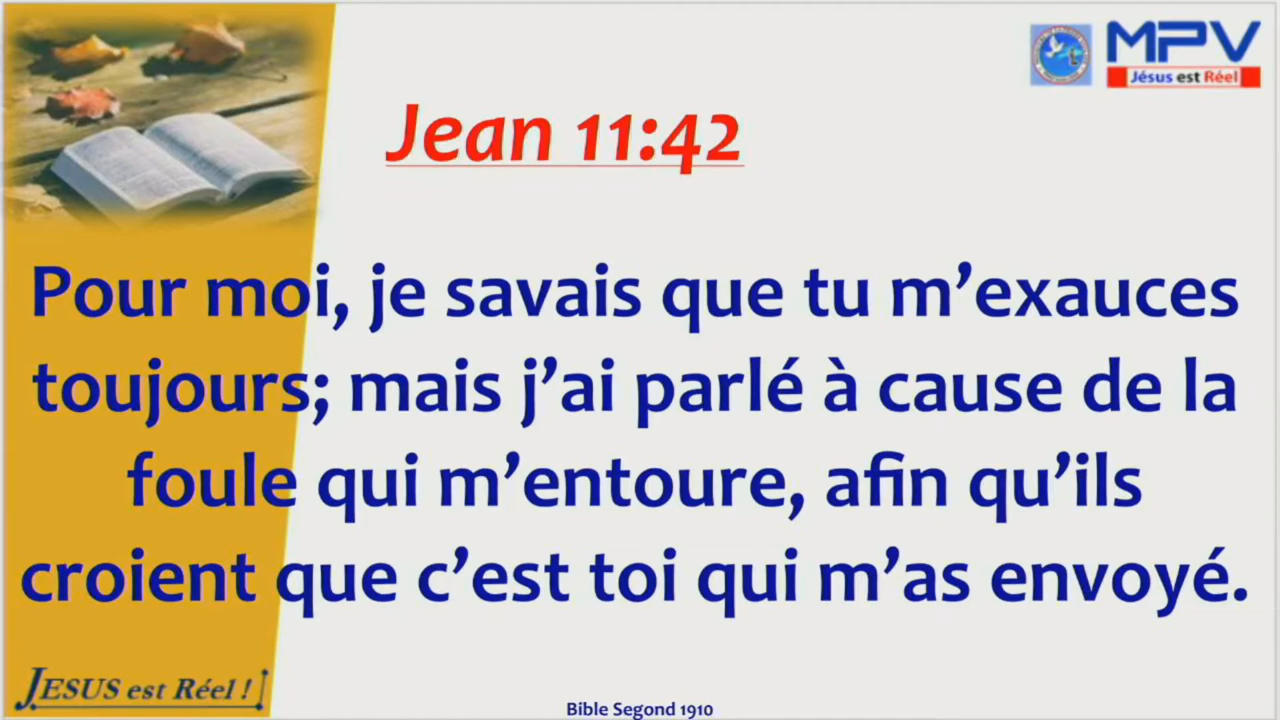 MPV
Jésus est Réel
Jean 11:42
Pour moi, je savais que tu m’exauces
toujours; mais j’ai parlé à cause de la
foule qui m’entoure, afin qu’ils
croient que c’est toi qui m’as envoyé.
JESUS est Réel !
Bible Segond 1910